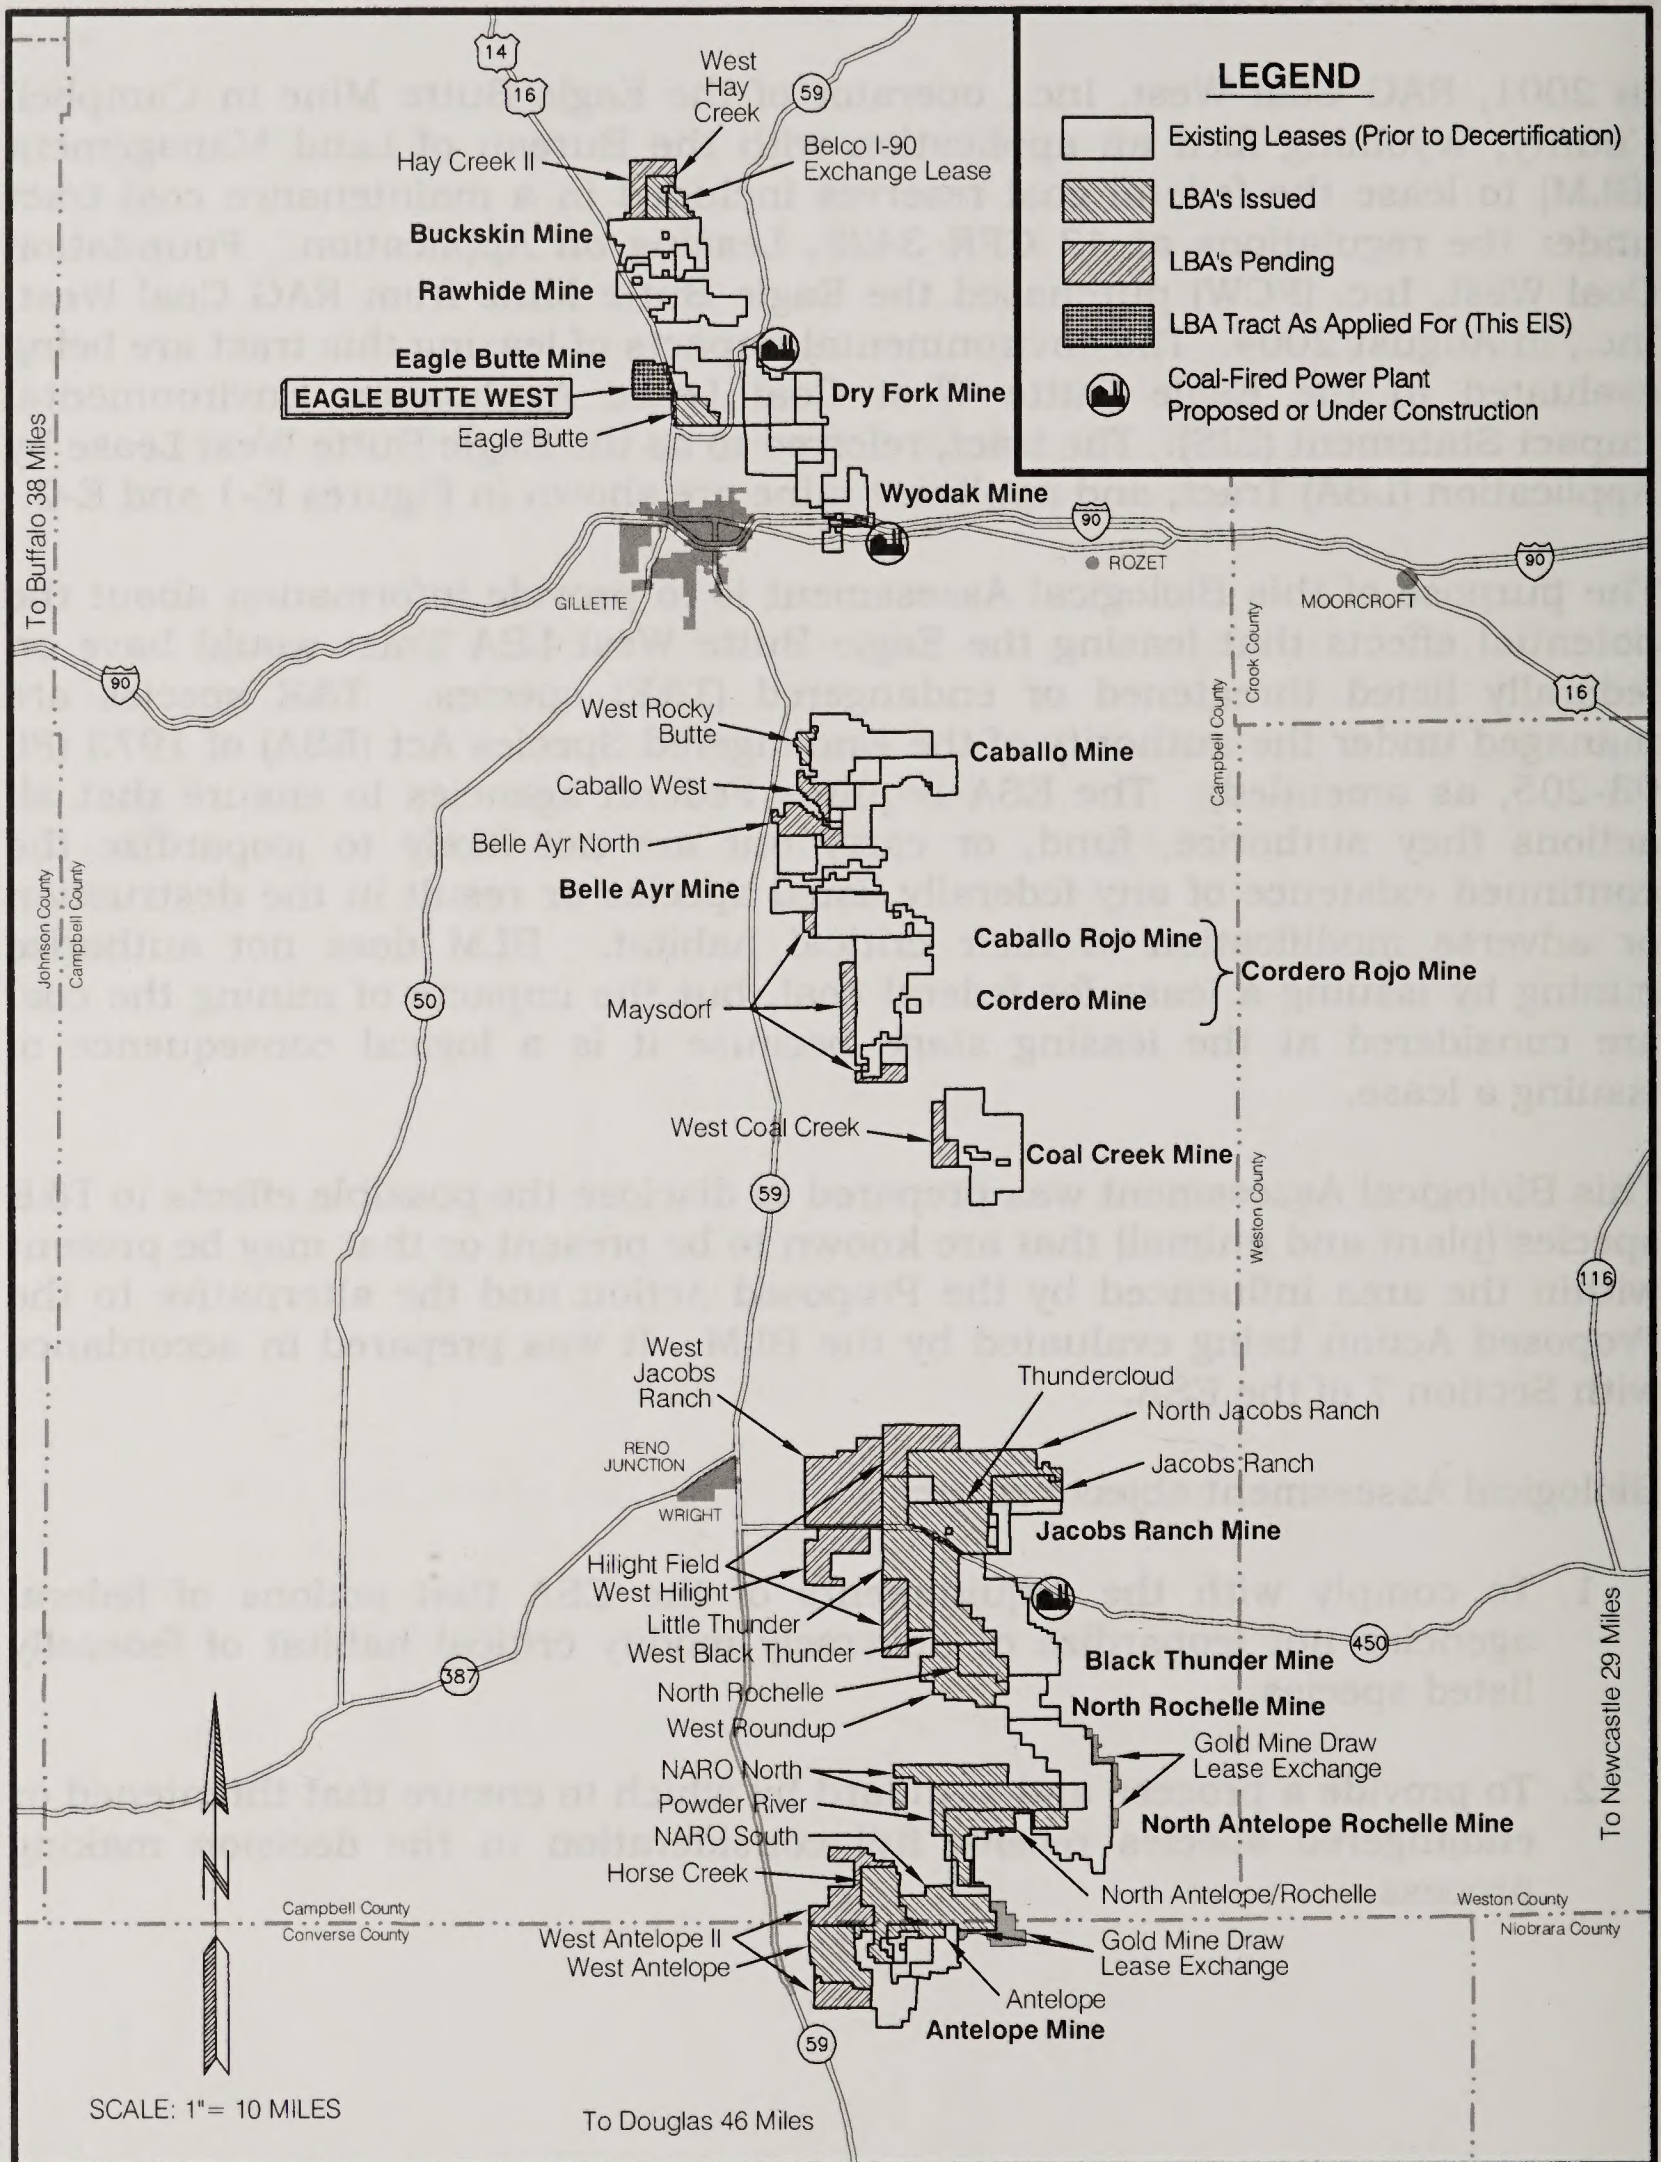 14
16
59
West
Hay
Creek
Hay Creek II
Belco I-90
Exchange Lease
Buckskin Mine
Rawhide Mine
Eagle Butte Mine
EAGLE BUTTE WEST
Eagle Butte
Dry Fork Mine
Wyodak Mine
LEGEND
Existing Leases (Prior to Decertification)
LBA's Issued
LBA's Pending
LBA Tract As Applied For (This EIS)
Coal-Fired Power Plant
Proposed or Under Construction
To Buffalo 38 Miles
90
90
90
ROZET
MOORCROFT
GILLETTE
16
Crook County
Campbell County
West Rocky
Butte
Caballo Mine
Caballo West
Belle Ayr North
Belle Ayr Mine
Johnson County
Campbell County
Caballo Rojo Mine
Cordero Rojo Mine
Cordero Mine
50
Maysdorf
West Coal Creek
Coal Creek Mine
Weston County
59
116
West
Jacobs
Ranch
Thundercloud
North Jacobs Ranch
Jacobs Ranch
RENO
JUNCTION
WRIGHT
Jacobs Ranch Mine
Hilight Field
West Hilight
Little Thunder
West Black Thunder
450
387
Black Thunder Mine
North Rochelle
North Rochelle Mine
West Roundup
Gold Mine Draw
Lease Exchange
NARO North
Powder River
North Antelope Rochelle Mine
NARO South
Horse Creek
North Antelope/Rochelle
To Newcastle 29 Miles
N
Campbell County
Converse County
Weston County
Niobrara County
West Antelope II
West Antelope
Gold Mine Draw
Lease Exchange
Antelope
Antelope Mine
59
SCALE: 1"= 10 MILES
To Douglas 46 Miles